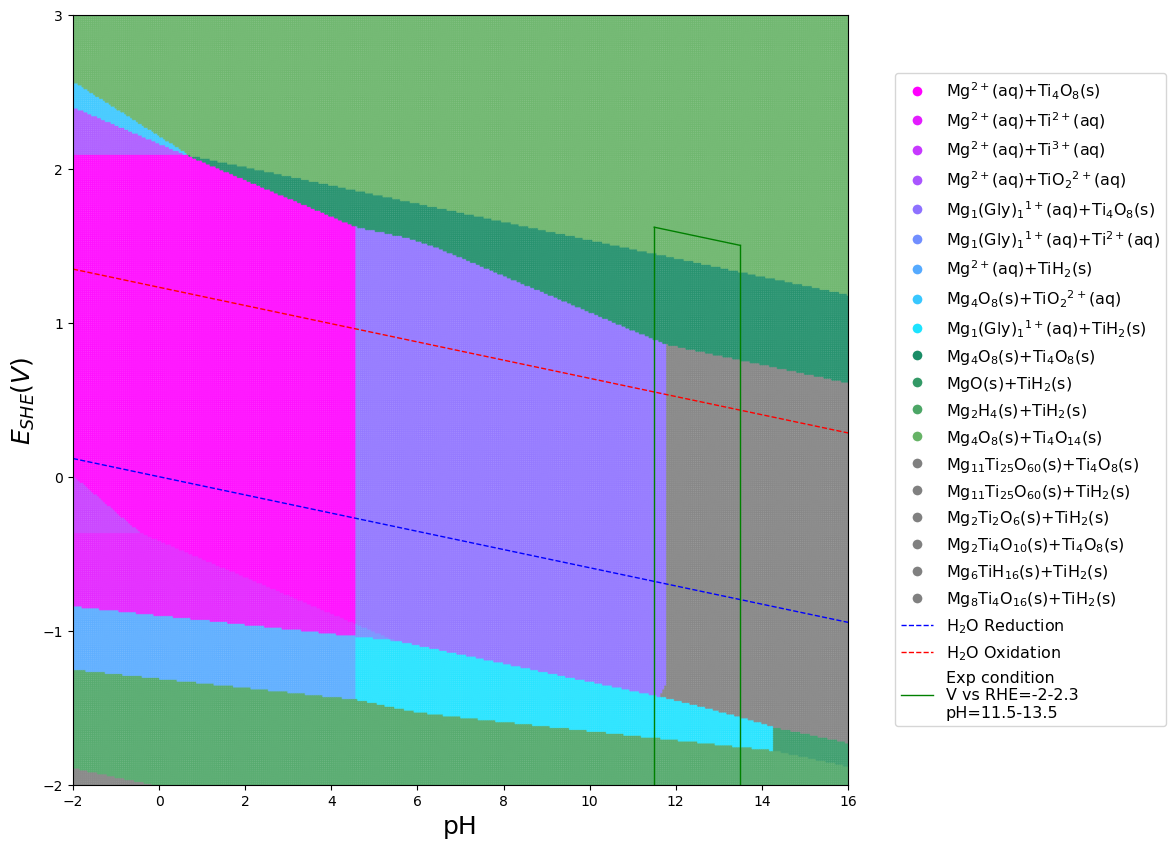 3
2
1
0
−1
−2
E_SHE(V)
−2 0 2 4 6 8 10 12 14 16
pH
Mg²⁺(aq)+Ti₄O₈(s)
Mg²⁺(aq)+Ti²⁺(aq)
Mg²⁺(aq)+Ti³⁺(aq)
Mg²⁺(aq)+TiO₂²⁺(aq)
Mg₁(Gly)₁¹⁺(aq)+Ti₄O₈(s)
Mg₁(Gly)₁¹⁺(aq)+Ti²⁺(aq)
Mg²⁺(aq)+TiH₂(s)
Mg₄O₈(s)+TiO₂²⁺(aq)
Mg₁(Gly)₁¹⁺(aq)+TiH₂(s)
Mg₄O₈(s)+Ti₄O₈(s)
MgO(s)+TiH₂(s)
Mg₂H₄(s)+TiH₂(s)
Mg₄O₈(s)+Ti₄O₁₄(s)
Mg₁₁Ti₂₅O₆₀(s)+Ti₄O₈(s)
Mg₁₁Ti₂₅O₆₀(s)+TiH₂(s)
Mg₂Ti₂O₆(s)+TiH₂(s)
Mg₂Ti₄O₁₀(s)+Ti₄O₈(s)
Mg₆TiH₁₆(s)+TiH₂(s)
Mg₈Ti₄O₁₆(s)+TiH₂(s)
H₂O Reduction
H₂O Oxidation
Exp condition
V vs RHE=-2-2.3
pH=11.5-13.5